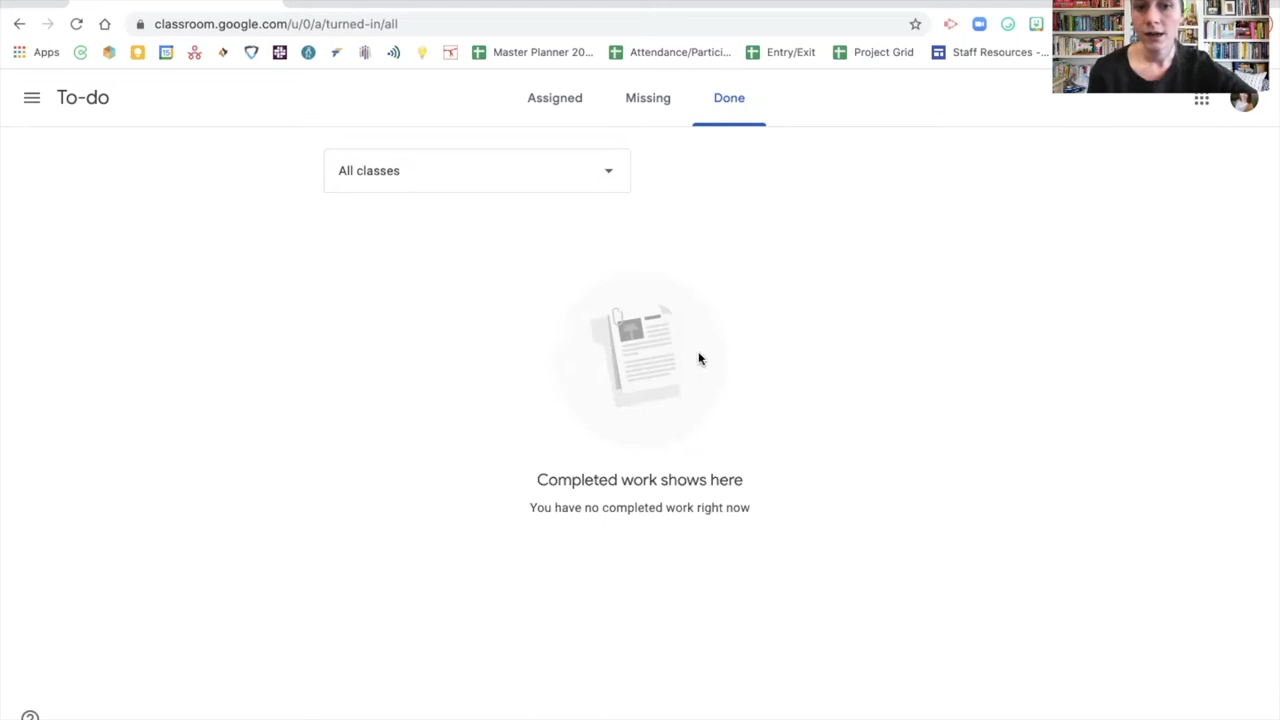 classroom.google.com/u/0/a/turned-in/all
Apps
Master Planner 20...
Attendance/Partici...
Entry/Exit
Project Grid
Staff Resources -...
To-do
Assigned
Missing
Done
All classes
Completed work shows here
You have no completed work right now